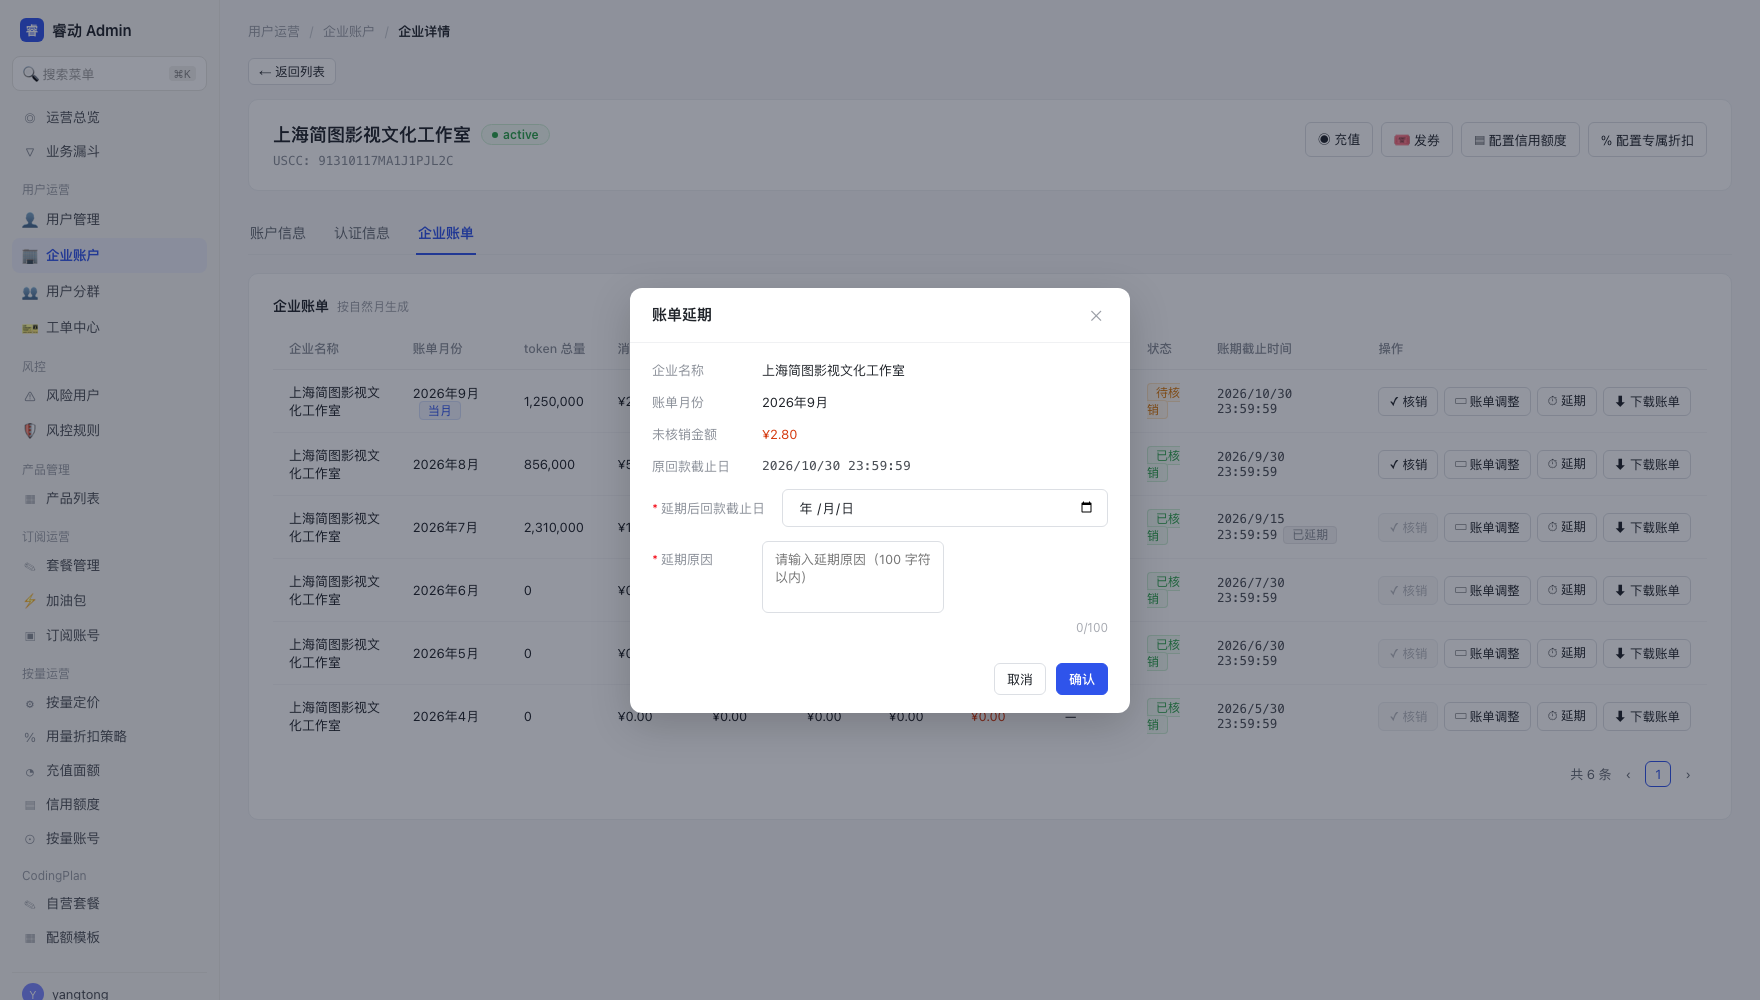 睿 睿动 Admin
搜索菜单 ⌘K
运营总览
业务漏斗
用户运营
用户管理
企业账户
用户分群
工单中心
风控
风险用户
风控规则
产品管理
产品列表
订阅运营
套餐管理
加油包
订阅账号
按量运营
按量定价
% 用量折扣策略
充值面额
信用额度
按量账号
CodingPlan
自营套餐
配额模板
Y yangtong
用户运营 / 企业账户 / 企业详情
← 返回列表
上海简图影视文化工作室 active
USCC: 91310117MA1J1PJL2C
充值 发券 配置信用额度 % 配置专属折扣
账户信息 认证信息 企业账单
企业账单 按自然月生成
企业名称 账单月份 token 总量 消 状态 账期截止时间 操作
上海简图影视文化工作室 2026年9月 当月 1,250,000 待核销 2026/10/30 23:59:59 ✓ 核销 账单调整 延期 下载账单
上海简图影视文化工作室 2026年8月 856,000 已核销 2026/9/30 23:59:59 ✓ 核销 账单调整 延期 下载账单
上海简图影视文化工作室 2026年7月 2,310,000 已核销 2026/9/15 23:59:59 已延期 ✓ 核销 账单调整 延期 下载账单
上海简图影视文化工作室 2026年6月 0 已核销 2026/7/30 23:59:59 ✓ 核销 账单调整 延期 下载账单
上海简图影视文化工作室 2026年5月 0 已核销 2026/6/30 23:59:59 ✓ 核销 账单调整 延期 下载账单
上海简图影视文化工作室 2026年4月 0 ¥0.00 ¥0.00 ¥0.00 ¥0.00 ¥0.00 — 已核销 2026/5/30 23:59:59 ✓ 核销 账单调整 延期 下载账单
共 6 条 ‹ 1 ›
账单延期 ×
企业名称 上海简图影视文化工作室
账单月份 2026年9月
未核销金额 ¥2.80
原回款截止日 2026/10/30 23:59:59
* 延期后回款截止日 年 /月/日
* 延期原因 请输入延期原因（100 字符
以内）
0/100
取消 确认